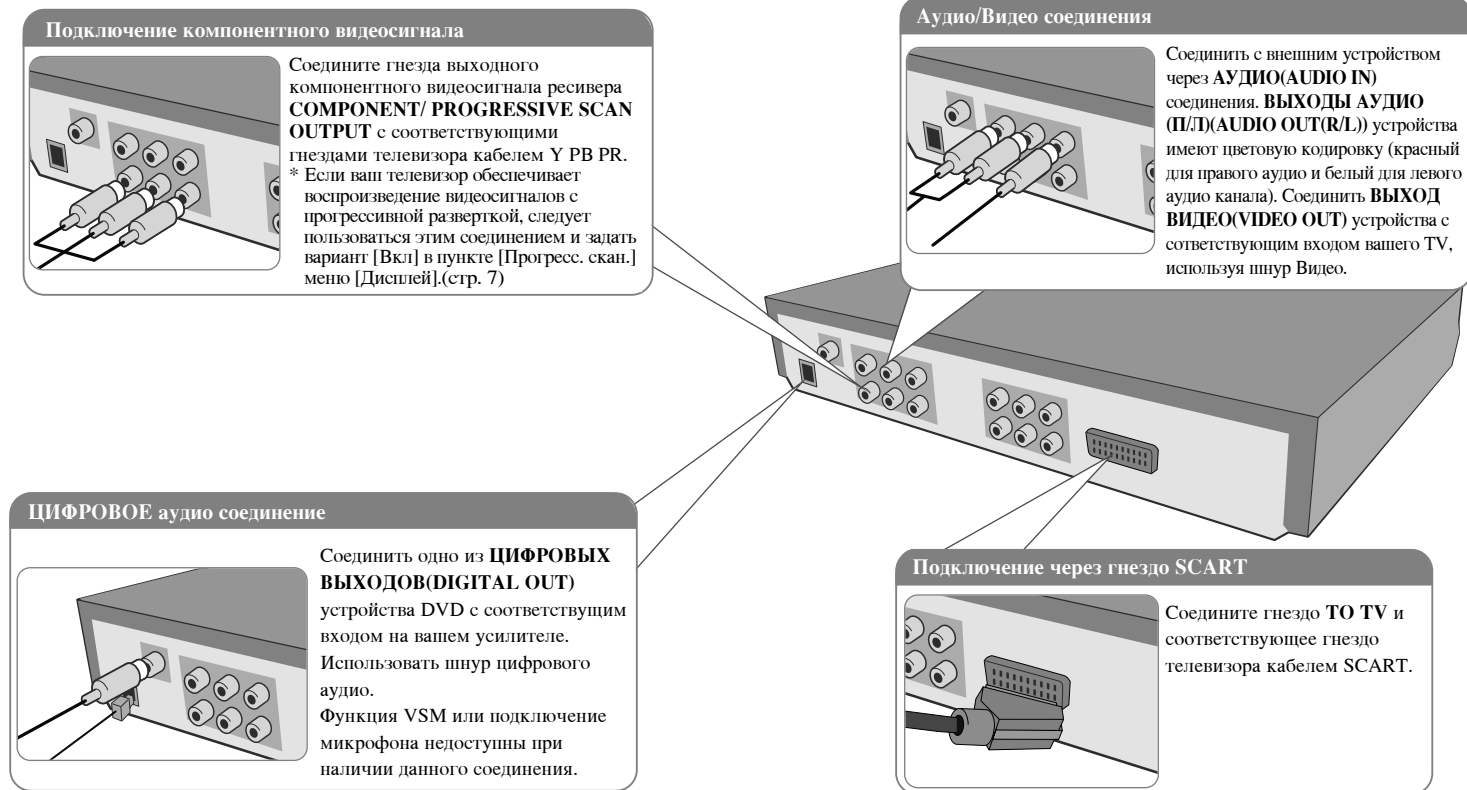 Подключение компонентного видеосигнала
Соедините гнезда выходного
компонентного видеосигнала ресивера
COMPONENT/ PROGRESSIVE SCAN
OUTPUT с соответствующими
гнездами телевизора кабелем Y PB PR.
* Если ваш телевизор обеспечивает
воспроизведение видеосигналов с
прогрессивной разверткой, следует
пользоваться этим соединением и задать
вариант [Вкл] в пункте [Прогресс. скан.]
меню [Дисплей].(стр. 7)
Аудио/Видео соединения
Соединить с внешним устройством
через АУДИО(AUDIO IN)
соединения. ВЫХОДЫ АУДИО
(П/Л)(AUDIO OUT(R/L)) устройства
имеют цветовую кодировку (красный
для правого аудио и белый для левого
аудио канала). Соединить ВЫХОД
ВИДЕО(VIDEO OUT) устройства с
сответствующим входом вашего TV,
используя шнур Видео.
ЦИФРОВОЕ аудио соединение
Соединить одно из ЦИФРОВЫХ
ВЫХОДОВ(DIGITAL OUT)
устройства DVD с соответствущим
входом на вашем усилителе.
Использовать шнур цифрового
аудио.
Функция VSM или подключение
микрофона недоступны при
наличии данного соединения.
Подключение через гнездо SCART
Соедините гнездо TO TV и
соответствующее гнездо
телевизора кабелем SCART.